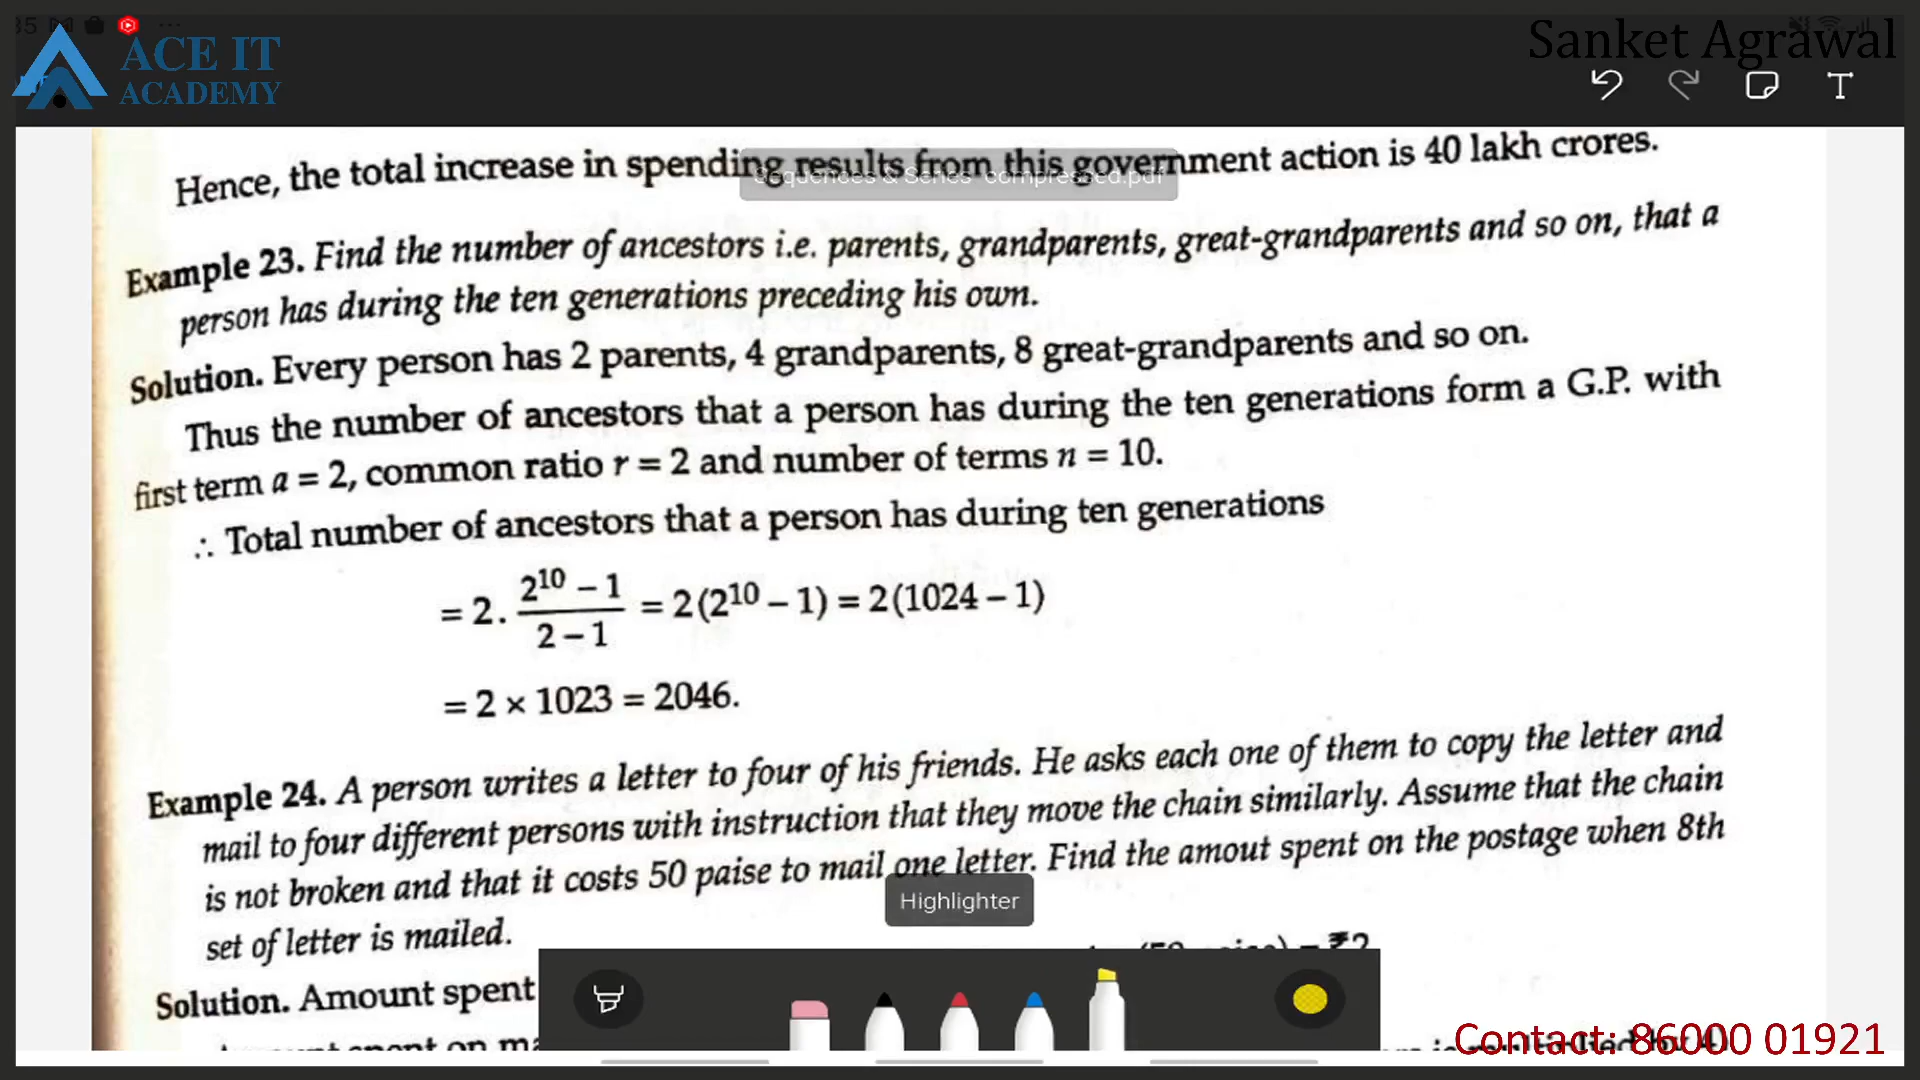 ACE IT
ACADEMY
Sanket Agrawal
T
Hence, the total increase in spending results from this government action is 40 lakh crores.
Sequences & Series compressed.pdf
Example 23. Find the number of ancestors i.e. parents, grandparents, great-grandparents and so on, that a
person has during the ten generations preceding his own.
Solution. Every person has 2 parents, 4 grandparents, 8 great-grandparents and so on.
Thus the number of ancestors that a person has during the ten generations form a G.P. with
first term a = 2, common ratio r = 2 and number of terms n = 10.
∴ Total number of ancestors that a person has during ten generations
= 2 . (2^10 – 1)/(2 – 1) = 2(2^10 – 1) = 2(1024 – 1)
= 2 × 1023 = 2046.
Example 24. A person writes a letter to four of his friends. He asks each one of them to copy the letter and
mail to four different persons with instruction that they move the chain similarly. Assume that the chain
is not broken and that it costs 50 paise to mail one letter. Find the amout spent on the postage when 8th
set of letter is mailed.
Highlighter
Solution. Amount spent
Contact: 86000 01921